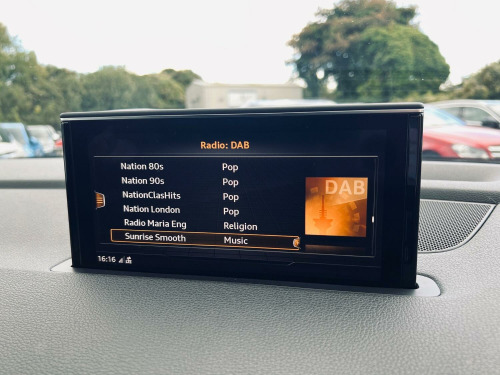 Radio: DAB
Nation 80s Pop
Nation 90s Pop
NationClasHits Pop
Nation London Pop
Radio Maria Eng Religion
Sunrise Smooth Music
DAB
16:16